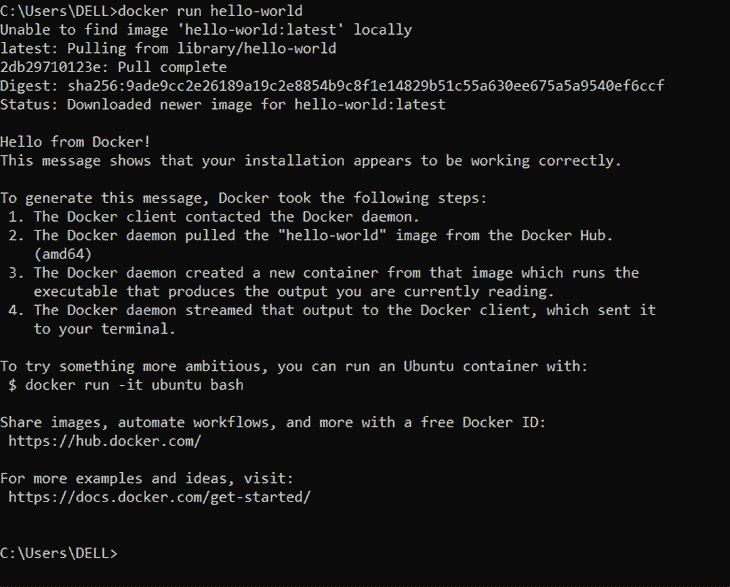 C:\Users\DELL>docker run hello-world
Unable to find image 'hello-world:latest' locally
latest: Pulling from library/hello-world
2db29710123e: Pull complete
Digest: sha256:9ade9cc2e26189a19c2e8854b9c8f1e14829b51c55a630ee675a5a9540ef6ccf
Status: Downloaded newer image for hello-world:latest
Hello from Docker!
This message shows that your installation appears to be working correctly.
To generate this message, Docker took the following steps:
1. The Docker client contacted the Docker daemon.
2. The Docker daemon pulled the "hello-world" image from the Docker Hub.
(amd64)
3. The Docker daemon created a new container from that image which runs the
executable that produces the output you are currently reading.
4. The Docker daemon streamed that output to the Docker client, which sent it
to your terminal.
To try something more ambitious, you can run an Ubuntu container with:
$ docker run -it ubuntu bash
Share images, automate workflows, and more with a free Docker ID:
https://hub.docker.com/
For more examples and ideas, visit:
https://docs.docker.com/get-started/
C:\Users\DELL>